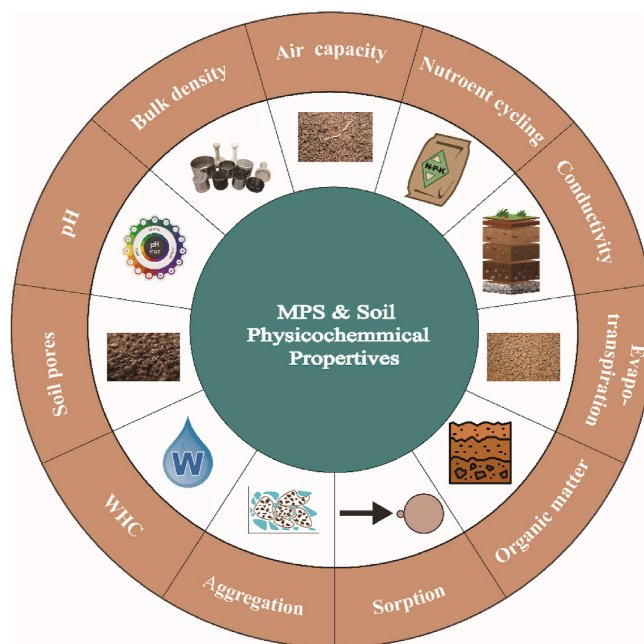 Air capacity
Nutroent cycling
Conductivity
Evapo-
transpiration
Organic matter
Sorption
Aggregation
WHC
Soil pores
pH
Bulk density
N-P-K
pH
W
MPS & Soil
Physicochemmical
Propertives